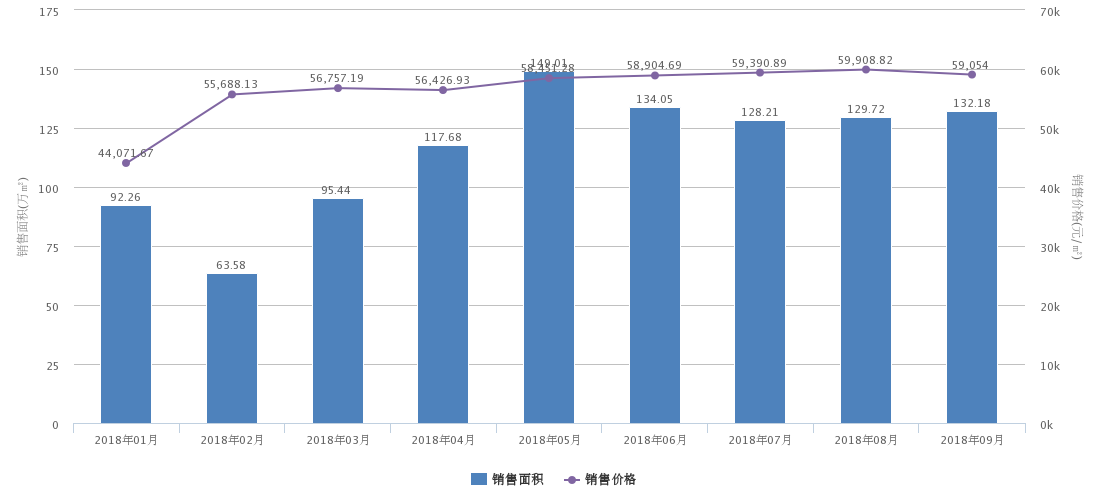 175
150
125
100
75
50
25
0
销售面积(万㎡)
70k
60k
50k
40k
30k
20k
10k
0k
销售价格(元/㎡)
44,071.67
55,688.13
56,757.19
56,426.93
58,451.28
58,904.69
59,390.89
59,908.82
59,054
92.26
63.58
95.44
117.68
149.01
134.05
128.21
129.72
132.18
2018年01月
2018年02月
2018年03月
2018年04月
2018年05月
2018年06月
2018年07月
2018年08月
2018年09月
销售面积
销售价格